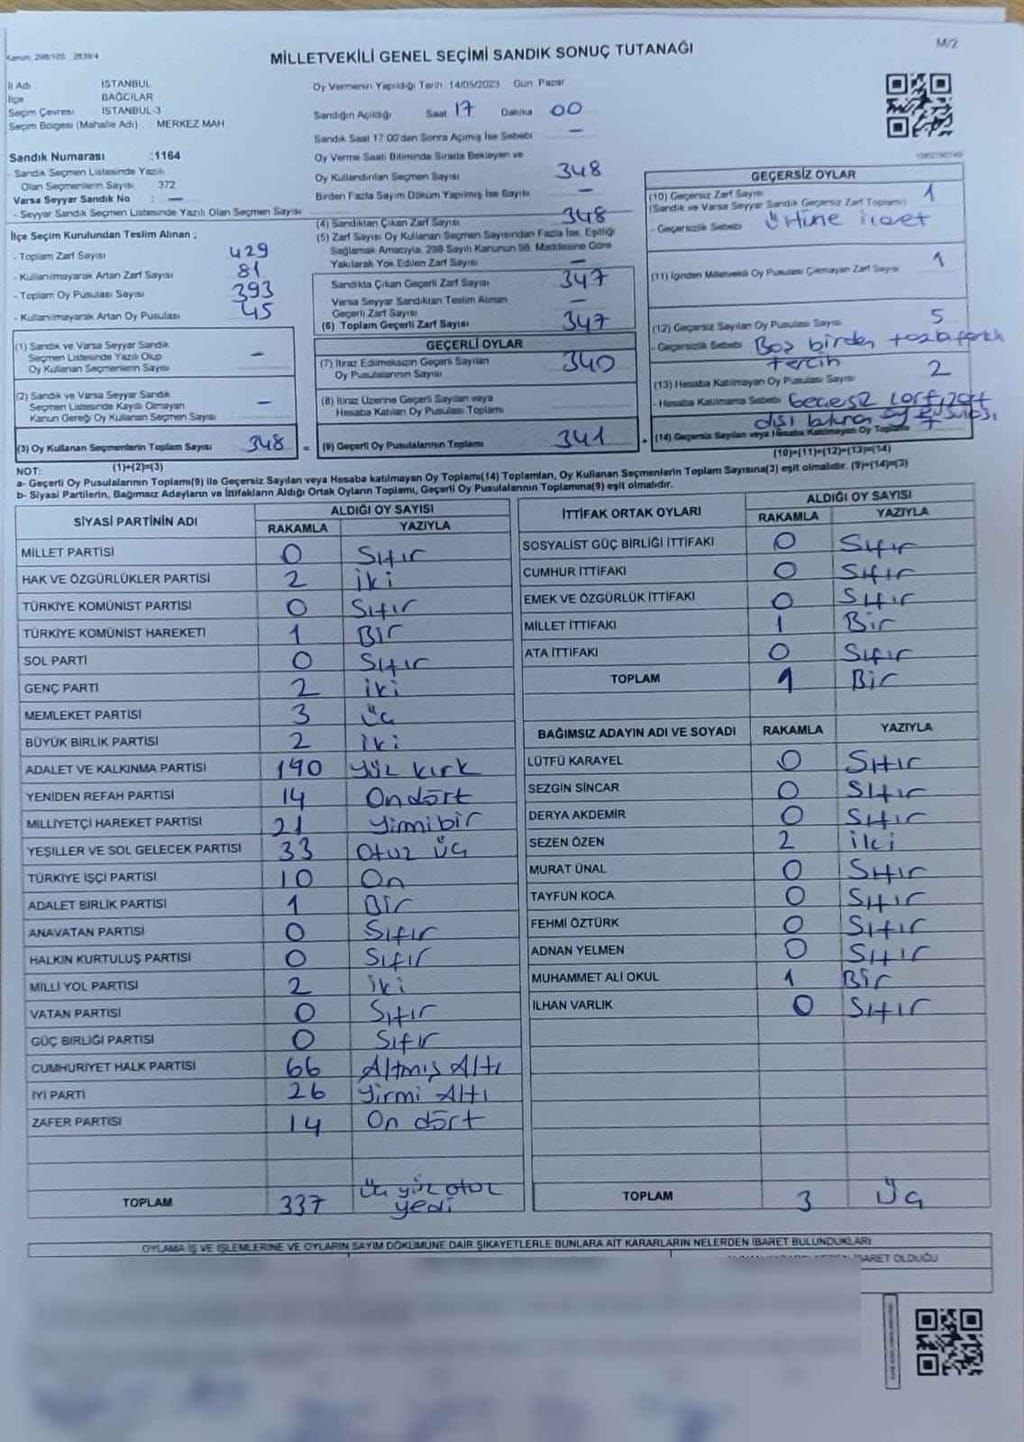 M/2
MİLLETVEKİLİ GENEL SEÇİMİ SANDIK SONUÇ TUTANAĞI
İl Adı İSTANBUL
İlçe BAĞCILAR
Seçim Çevresi İSTANBUL-3
Seçim Bölgesi (Mahalle Adı) : MERKEZ MAH
Sandık Numarası :1164
- Sandık Seçmen Listesinde Yazılı
Olan Seçmenlerin Sayısı 372
Varsa Seyyar Sandık No : —
- Seyyar Sandık Seçmen Listesinde Yazılı Olan Seçmen Sayısı
İlçe Seçim Kurulundan Teslim Alınan ;
- Toplam Zarf Sayısı 429
- Kullanılmayarak Artan Zarf Sayısı 81
- Toplam Oy Pusulası Sayısı 393
- Kullanılmayarak Artan Oy Pusulası 45
(1) Sandık ve Varsa Seyyar Sandık
Seçmen Listesinde Yazılı Olup
Oy Kullanan Seçmenlerin Sayısı —
(2) Sandık ve Varsa Seyyar Sandık
Seçmen Listesinde Kayıtlı Olmayan
Kanun Gereği Oy Kullanan Seçmen Sayısı —
(3) Oy Kullanan Seçmenlerin Toplam Sayısı 348
(1)+(2)=(3)
Oy Vermenin Yapıldığı Tarih: 14/05/2023 Gün: Pazar
Sandığın Açıldığı Saat 17 Dakika 00
Sandık Saat 17:00'dan Sonra Açılmış İse Sebebi —
Oy Verme Saati Bitiminde Sırada Bekleyen ve
Oy Kullandırılan Seçmen Sayısı 348
Birden Fazla Sayım Döküm Yapılmış İse Sayısı —
(4) Sandıktan Çıkan Zarf Sayısı 348
(5) Zarf Sayısı Oy Kullanan Seçmen Sayısından Fazla İse, Eşitliği
Sağlamak Amacıyla, 298 Sayılı Kanunun 98. Maddesine Göre
Yakılarak Yok Edilen Zarf Sayısı —
Sandıkta Çıkan Geçerli Zarf Sayısı 347
Varsa Seyyar Sandıktan Teslim Alınan
Geçerli Zarf Sayısı —
(6) Toplam Geçerli Zarf Sayısı 347
GEÇERLİ OYLAR
(7) İtiraz Edilmeksizin Geçerli Sayılan
Oy Pusulalarının Sayısı 340
(8) İtiraz Üzerine Geçerli Sayılan veya
Hesaba Katılan Oy Pusulası Toplamı
= (9) Geçerli Oy Pusulalarının Toplamı 341
GEÇERSİZ OYLAR
(10) Geçersiz Zarf Sayısı 1
(Sandık ve Varsa Seyyar Sandık Geçersiz Zarf Toplamı)
- Geçersizlik Sebebi
(11) İçinden Milletvekili Oy Pusulası Çıkmayan Zarf Sayısı 1
(12) Geçersiz Sayılan Oy Pusulası Sayısı 5
- Geçersizlik Sebebi Boş birden fazla
tercih
(13) Hesaba Katılmayan Oy Pusulası Sayısı 2
- Hesaba Katılmama Sebebi
+ (14) Geçersiz Sayılan veya Hesaba Katılmayan Oy Toplamı 7
(10)+(11)+(12)+(13)=(14)
NOT:
a- Geçerli Oy Pusulalarının Toplamı(9) ile Geçersiz Sayılan veya Hesaba katılmayan Oy Toplamı(14) Toplamları, Oy Kullanan Seçmenlerin Toplam Sayısına(3) eşit olmalıdır. (9)+(14)=(3)
b- Siyasi Partilerin, Bağımsız Adayların ve İttifakların Aldığı Ortak Oyların Toplamı, Geçerli Oy Pusulalarının Toplamına(9) eşit olmalıdır.
SİYASİ PARTİNİN ADI ALDIĞI OY SAYISI
RAKAMLA YAZIYLA
MİLLET PARTİSİ 0 Sıfır
HAK VE ÖZGÜRLÜKLER PARTİSİ 2 iki
TÜRKİYE KOMÜNİST PARTİSİ 0 Sıfır
TÜRKİYE KOMÜNİST HAREKETİ 1 Bir
SOL PARTİ 0 Sıfır
GENÇ PARTİ 2 iki
MEMLEKET PARTİSİ 3 üç
BÜYÜK BİRLİK PARTİSİ 2 iki
ADALET VE KALKINMA PARTİSİ 140 Yüz kırk
YENİDEN REFAH PARTİSİ 14 Ondört
MİLLİYETÇİ HAREKET PARTİSİ 21 Yirmibir
YEŞİLLER VE SOL GELECEK PARTİSİ 33 Otuz üç
TÜRKİYE İŞÇİ PARTİSİ 10 On
ADALET BİRLİK PARTİSİ 1 Bir
ANAVATAN PARTİSİ 0 Sıfır
HALKIN KURTULUŞ PARTİSİ 0 Sıfır
MİLLİ YOL PARTİSİ 2 iki
VATAN PARTİSİ 0 Sıfır
GÜÇ BİRLİĞİ PARTİSİ 0 Sıfır
CUMHURİYET HALK PARTİSİ 66 Altmış Altı
İYİ PARTİ 26 Yirmi Altı
ZAFER PARTİSİ 14 On dört
TOPLAM 337 üç yüz otuz
yedi
İTTİFAK ORTAK OYLARI ALDIĞI OY SAYISI
RAKAMLA YAZIYLA
SOSYALİST GÜÇ BİRLİĞİ İTTİFAKI 0 Sıfır
CUMHUR İTTİFAKI 0 Sıfır
EMEK VE ÖZGÜRLÜK İTTİFAKI 0 Sıfır
MİLLET İTTİFAKI 1 Bir
ATA İTTİFAKI 0 Sıfır
TOPLAM 1 Bir
BAĞIMSIZ ADAYIN ADI VE SOYADI RAKAMLA YAZIYLA
LÜTFÜ KARAYEL 0 Sıfır
SEZGİN SİNCAR 0 Sıfır
DERYA AKDEMİR 0 Sıfır
SEZEN ÖZEN 2 iki
MURAT ÜNAL 0 Sıfır
TAYFUN KOCA 0 Sıfır
FEHMİ ÖZTÜRK 0 Sıfır
ADNAN YELMEN 0 Sıfır
MUHAMMET ALİ OKUL 1 Bir
İLHAN VARLIK 0 Sıfır
TOPLAM 3 üç
OYLAMA İŞ VE İŞLEMLERİNE VE OYLARIN SAYIM DÖKÜMÜNE DAİR ŞİKAYETLERLE BUNLARA AİT KARARLARIN NELERDEN İBARET BULUNDUKLARI
OLDUĞU